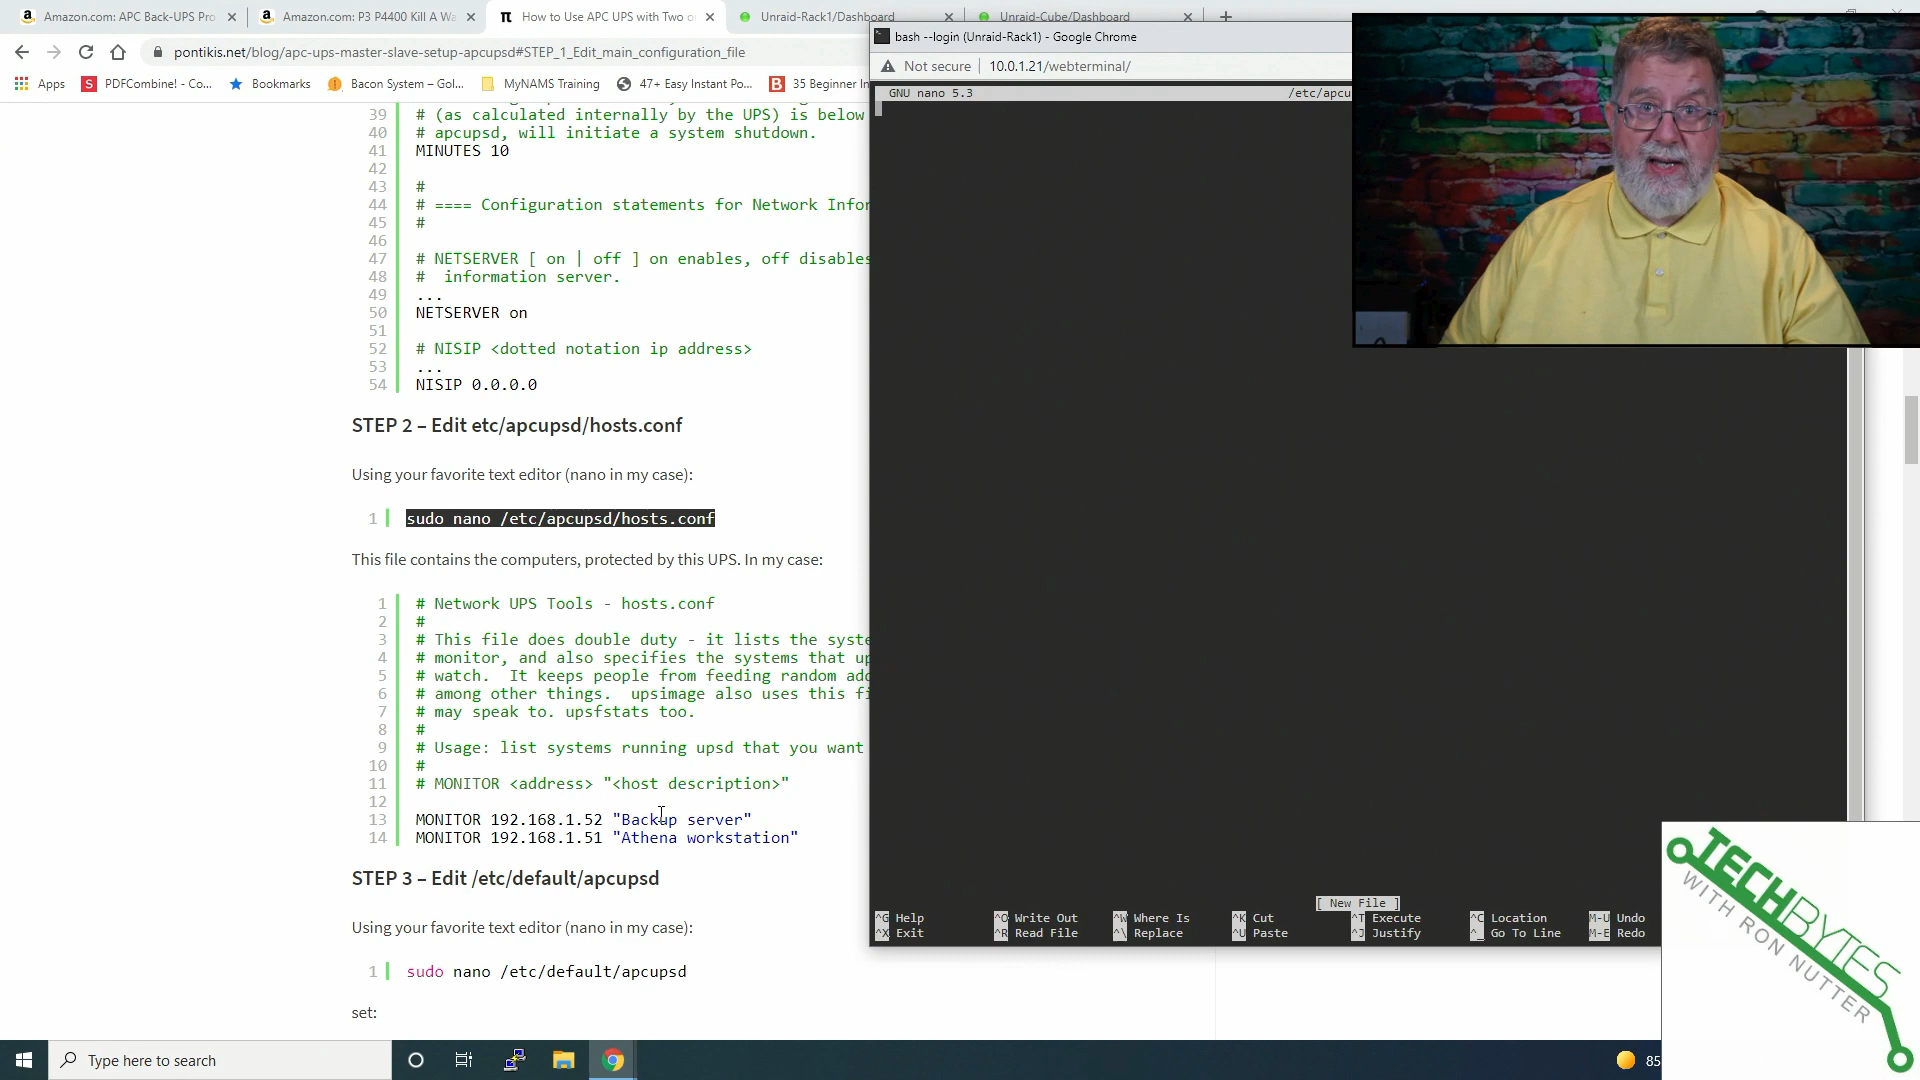 Amazon.com: APC Back-UPS Pro
Amazon.com: P3 P4400 Kill A Wa
How to Use APC UPS with Two o
Unraid-Rack1/Dashboard
Unraid-Cube/Dashboard
pontikis.net/blog/apc-ups-master-slave-setup-apcupsd#STEP_1_Edit_main_configuration_file
Apps
PDFCombine! - Co...
Bookmarks
Bacon System – Gol...
MyNAMS Training
47+ Easy Instant Po...
35 Beginner In
bash --login (Unraid-Rack1) - Google Chrome
Not secure | 10.0.1.21/webterminal/
GNU nano 5.3 /etc/apcu
39 # (as calculated internally by the UPS) is below
40 # apcupsd, will initiate a system shutdown.
41 MINUTES 10
42
43 #
44 # ==== Configuration statements for Network Infor
45 #
46
47 # NETSERVER [ on | off ] on enables, off disables
48 #  information server.
49 ...
50 NETSERVER on
51
52 # NISIP <dotted notation ip address>
53 ...
54 NISIP 0.0.0.0
STEP 2 – Edit etc/apcupsd/hosts.conf
Using your favorite text editor (nano in my case):
1 sudo nano /etc/apcupsd/hosts.conf
This file contains the computers, protected by this UPS. In my case:
1 # Network UPS Tools - hosts.conf
2 #
3 # This file does double duty - it lists the syste
4 # monitor, and also specifies the systems that up
5 # watch.  It keeps people from feeding random add
6 # among other things.  upsimage also uses this fi
7 # may speak to. upsfstats too.
8 #
9 # Usage: list systems running upsd that you want
10 #
11 # MONITOR <address> "<host description>"
12
13 MONITOR 192.168.1.52 "Backup server"
14 MONITOR 192.168.1.51 "Athena workstation"
STEP 3 – Edit /etc/default/apcupsd
Using your favorite text editor (nano in my case):
1 sudo nano /etc/default/apcupsd
set:
[ New File ]
^G Help ^O Write Out ^W Where Is ^K Cut ^T Execute ^C Location M-U Undo
^X Exit ^R Read File ^\ Replace ^U Paste ^J Justify ^_ Go To Line M-E Redo
TECHBYTES
WITH RON NUTTER
Type here to search
85